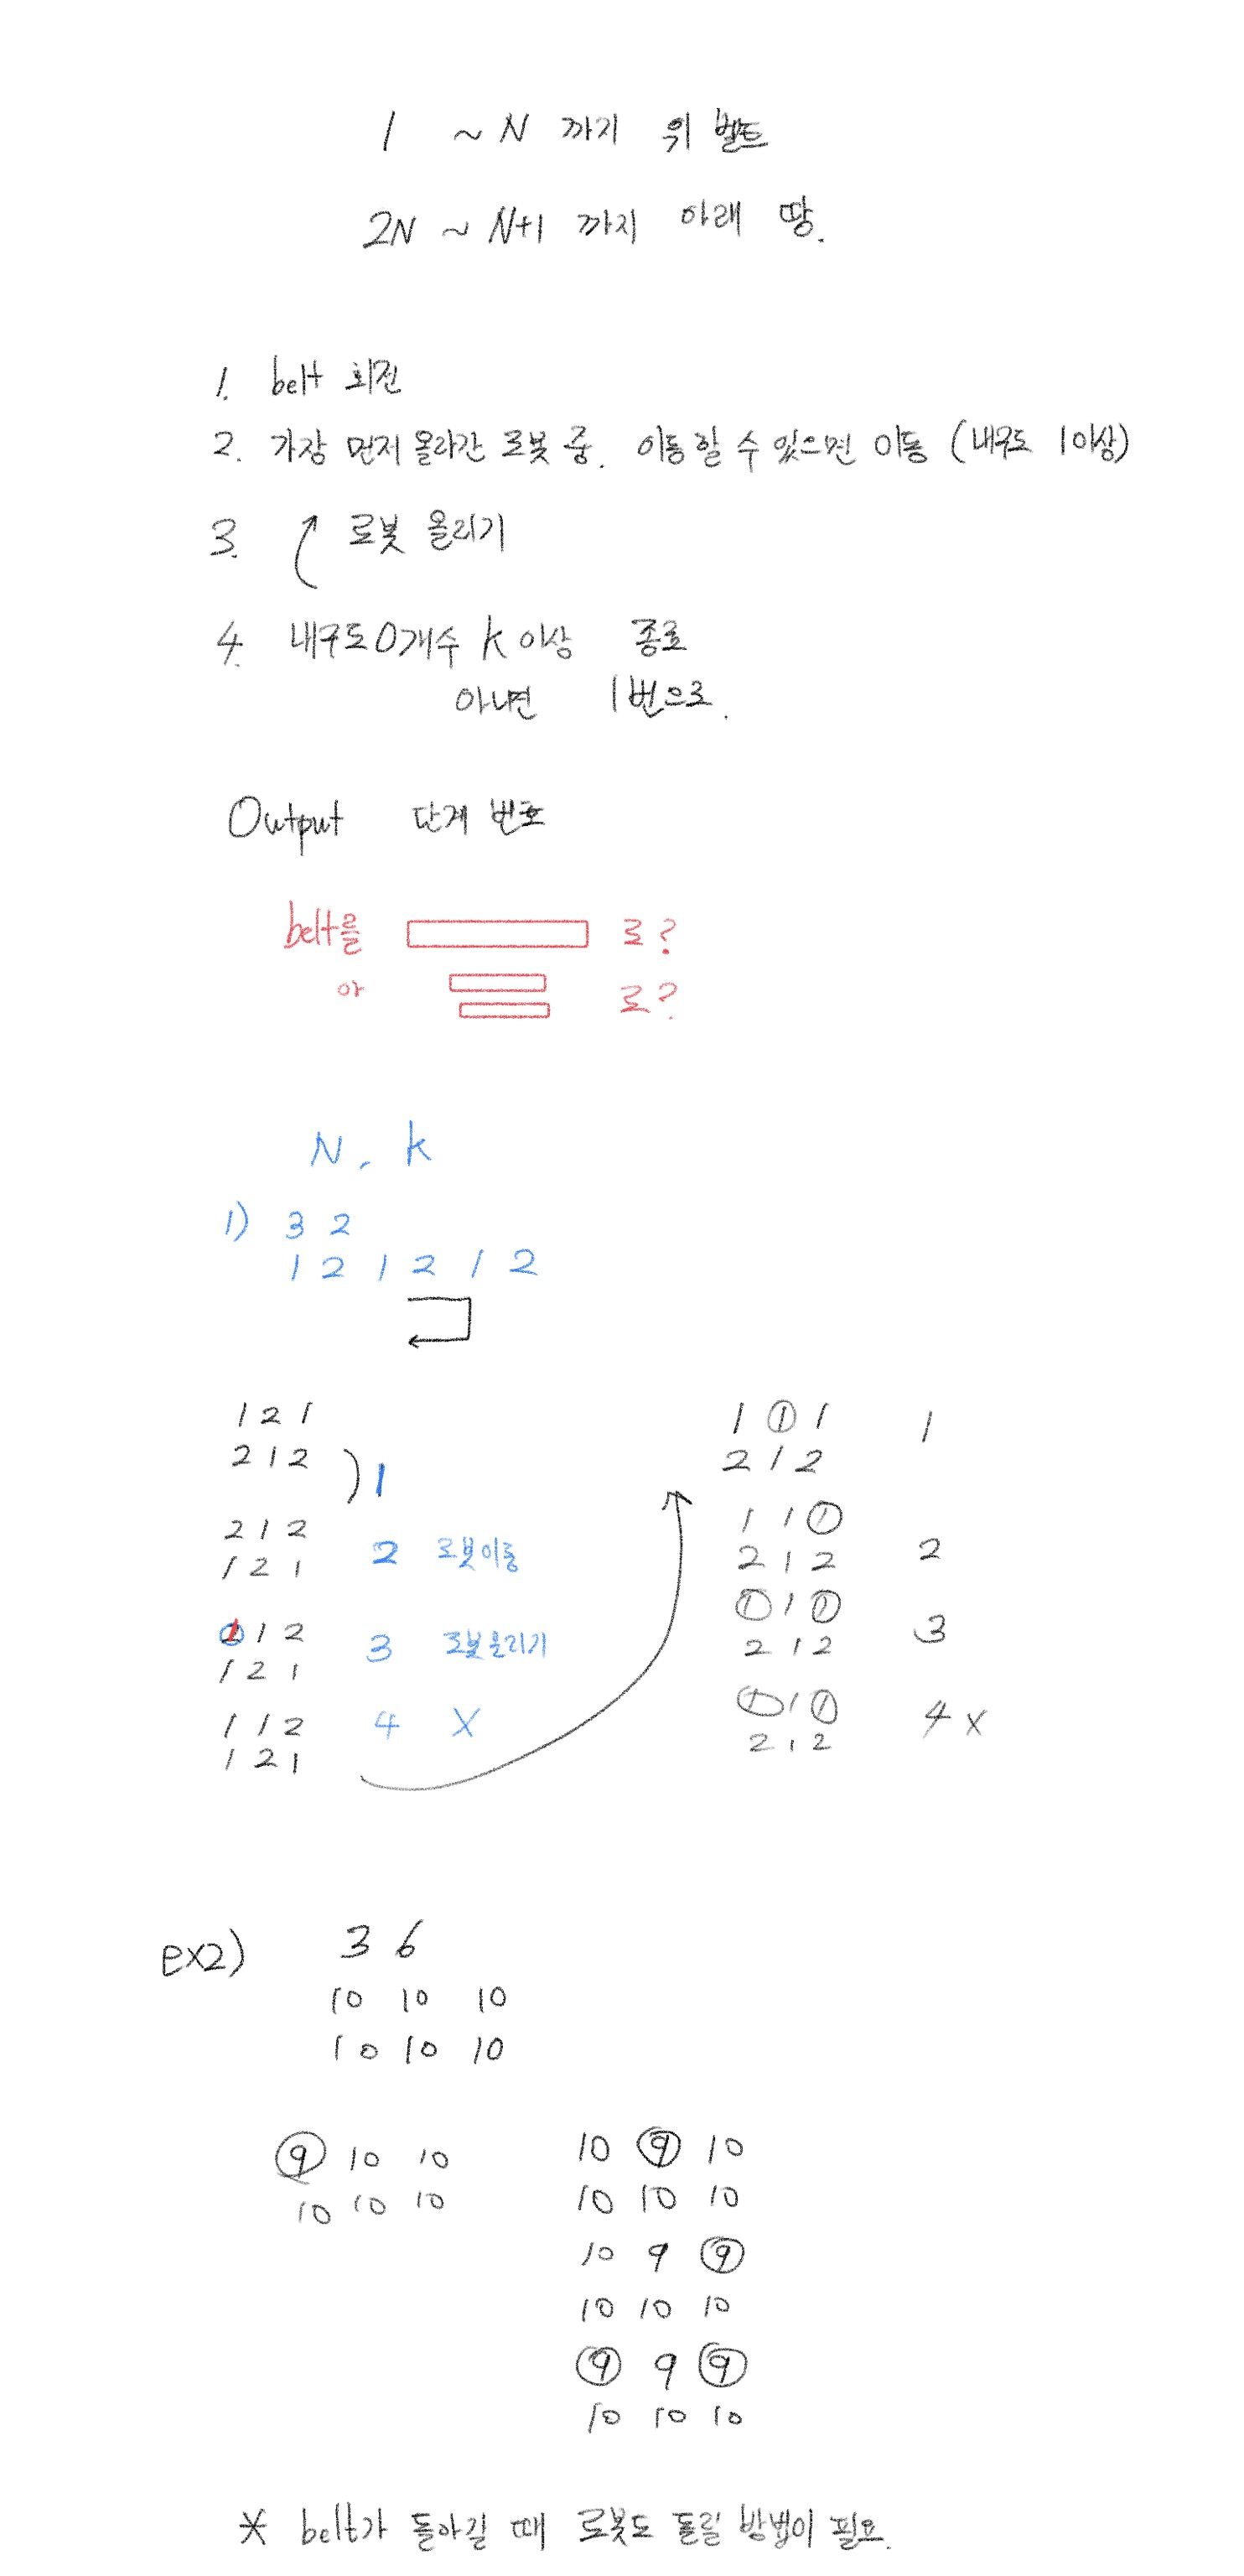 1 ~ N 까지 위 벨트
2N ~ N+1 까지 아래 땅.
1. belt 회전
2. 가장 먼저 올라간 로봇 중. 이동할 수 있으면 이동 (내구도 1이상)
3. 로봇 올리기
4. 내구도 0개수 k 이상 종료
아니면 1번으로.
Output 단계 번호
belt를 로?
아 로?
N, k
1) 3 2
1 2 1 2 1 2
1 2 1
2 1 2
1
2 1 2
1 2 1
2 로봇이동
1 1 2
1 2 1
3 로봇올리기
1 1 2
1 2 1
4 X
1 1 1
2 1 2
1
1 1 1
2 1 2
2
1 1 1
2 1 2
3
1 1 1
2 1 2
4 X
ex2) 3 6
10 10 10
10 10 10
9 10 10
10 10 10
10 9 10
10 10 10
10 9 9
10 10 10
9 9 9
10 10 10
* belt가 돌아갈 때 로봇도 돌릴 방법이 필요.